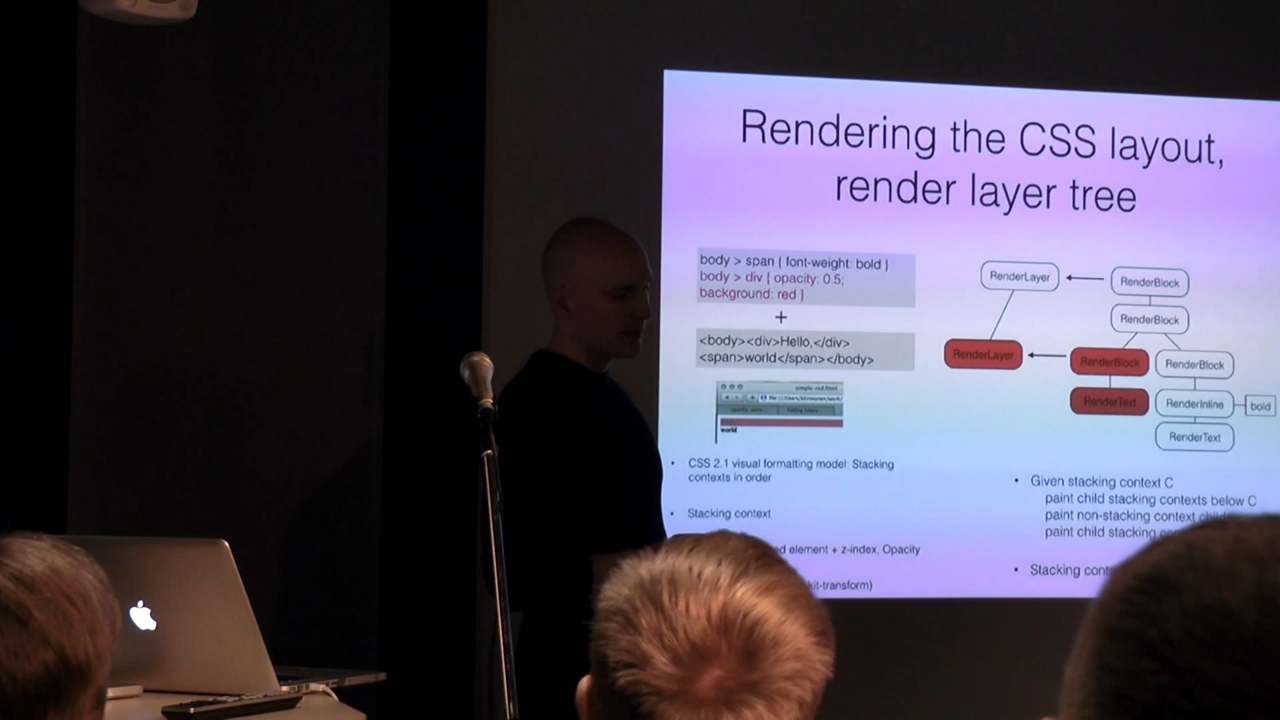 Rendering the CSS layout,
render layer tree
body > span { font-weight: bold }
body > div { opacity: 0.5;
background: red }
+
<body><div>Hello,</div>
<span>world</span></body>
simple-red.html
world
• CSS 2.1 visual formatting model: Stacking
contexts in order
• Stacking context
d element + z-index, Opacity
kit-transform)
RenderLayer
RenderBlock
RenderBlock
RenderLayer
RenderBlock
RenderBlock
RenderText
RenderInline
bold
RenderText
• Given stacking context C
paint child stacking contexts below C
paint non-stacking context
paint child stacking
• Stacking